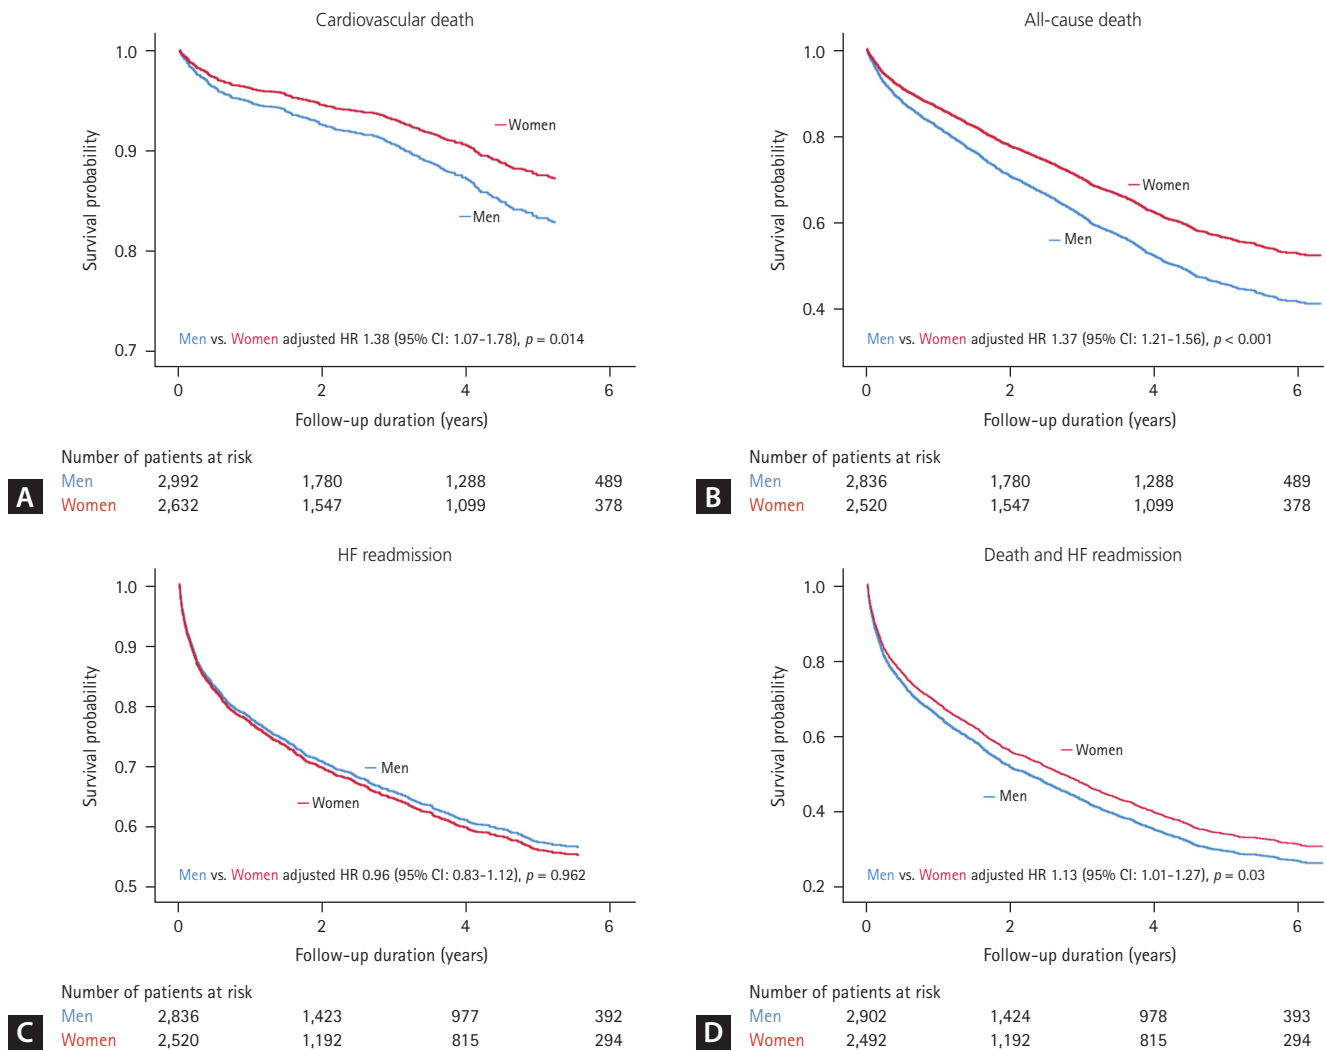 Cardiovascular death
1.0
0.9
0.8
0.7
Survival probability
Women
Men
Men vs. Women adjusted HR 1.38 (95% CI: 1.07-1.78), p = 0.014
0 2 4 6
Follow-up duration (years)
Number of patients at risk
Men 2,992 1,780 1,288 489
Women 2,632 1,547 1,099 378
A
All-cause death
1.0
0.8
0.6
0.4
Survival probability
Women
Men
Men vs. Women adjusted HR 1.37 (95% CI: 1.21-1.56), p < 0.001
0 2 4 6
Follow-up duration (years)
Number of patients at risk
Men 2,836 1,780 1,288 489
Women 2,520 1,547 1,099 378
B
HF readmission
1.0
0.9
0.8
0.7
0.6
0.5
Survival probability
Men
Women
Men vs. Women adjusted HR 0.96 (95% CI: 0.83-1.12), p = 0.962
0 2 4 6
Follow-up duration (years)
Number of patients at risk
Men 2,836 1,423 977 392
Women 2,520 1,192 815 294
C
Death and HF readmission
1.0
0.8
0.6
0.4
0.2
Survival probability
Women
Men
Men vs. Women adjusted HR 1.13 (95% CI: 1.01-1.27), p = 0.03
0 2 4 6
Follow-up duration (years)
Number of patients at risk
Men 2,902 1,424 978 393
Women 2,492 1,192 815 294
D